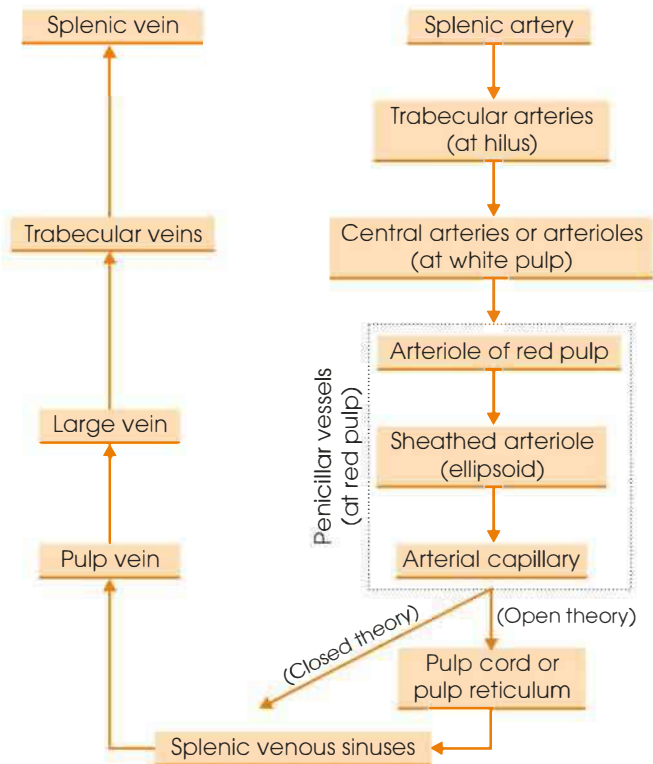 Splenic vein
Trabecular veins
Large vein
Pulp vein
Splenic artery
Trabecular arteries
(at hilus)
Central arteries or arterioles
(at white pulp)
Penicillar vessels
(at red pulp)
Arteriole of red pulp
Sheathed arteriole
(ellipsoid)
Arterial capillary
(Closed theory)
(Open theory)
Pulp cord or
pulp reticulum
Splenic venous sinuses